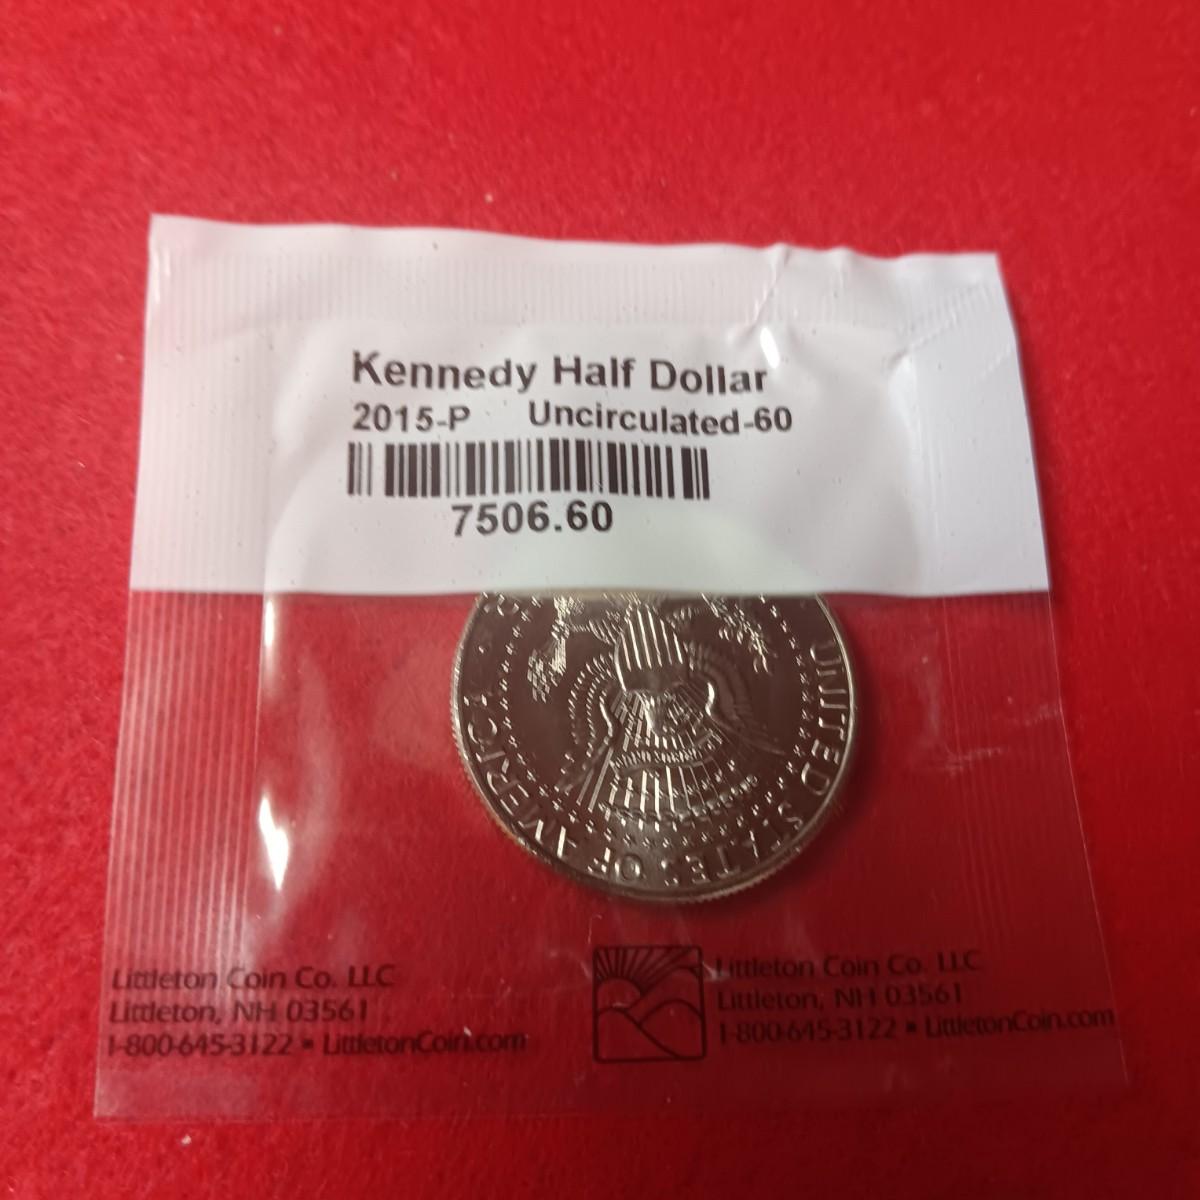 Kennedy Half Dollar
2015-P Uncirculated-60
7506.60
UNITED STATES OF AMERICA
Littleton Coin Co. LLC
Littleton, NH 03561
1-800-645-3122 ▪ LittletonCoin.com
Littleton Coin Co. LLC
Littleton, NH 03561
1-800-645-3122 ▪ LittletonCoin.com